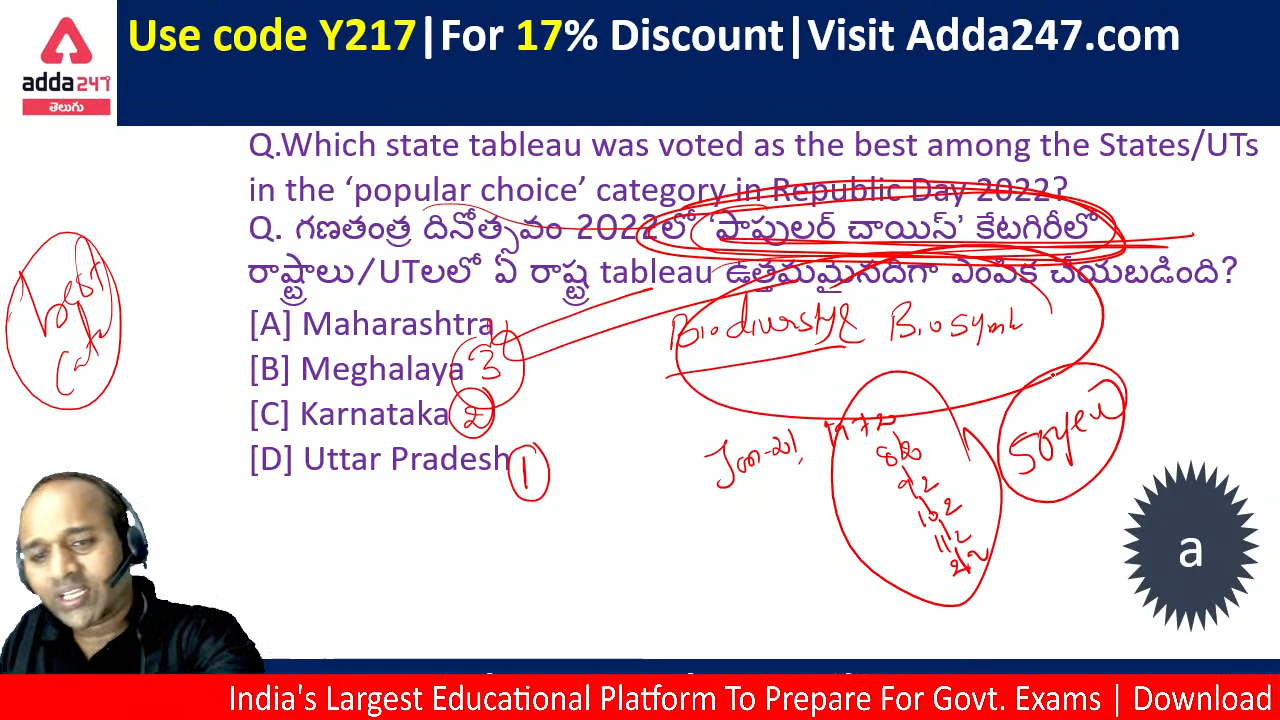 Use code Y217|For 17% Discount|Visit Adda247.com
adda247
తెలుగు
Q.Which state tableau was voted as the best among the States/UTs
in the ‘popular choice’ category in Republic Day 2022?
Q. గణతంత్ర దినోత్సవం 2022లో ‘పాపులర్ చాయిస్’ కేటగిరీలో
రాష్ట్రాలు/UTలలో ఏ రాష్ట్ర tableau ఉత్తమమైనదిగా ఎంపిక చేయబడింది?
best
[A] Maharashtra
[B] Meghalaya 3
[C] Karnataka 2
[D] Uttar Pradesh 1
a
India's Largest Educational Platform To Prepare For Govt. Exams | Download